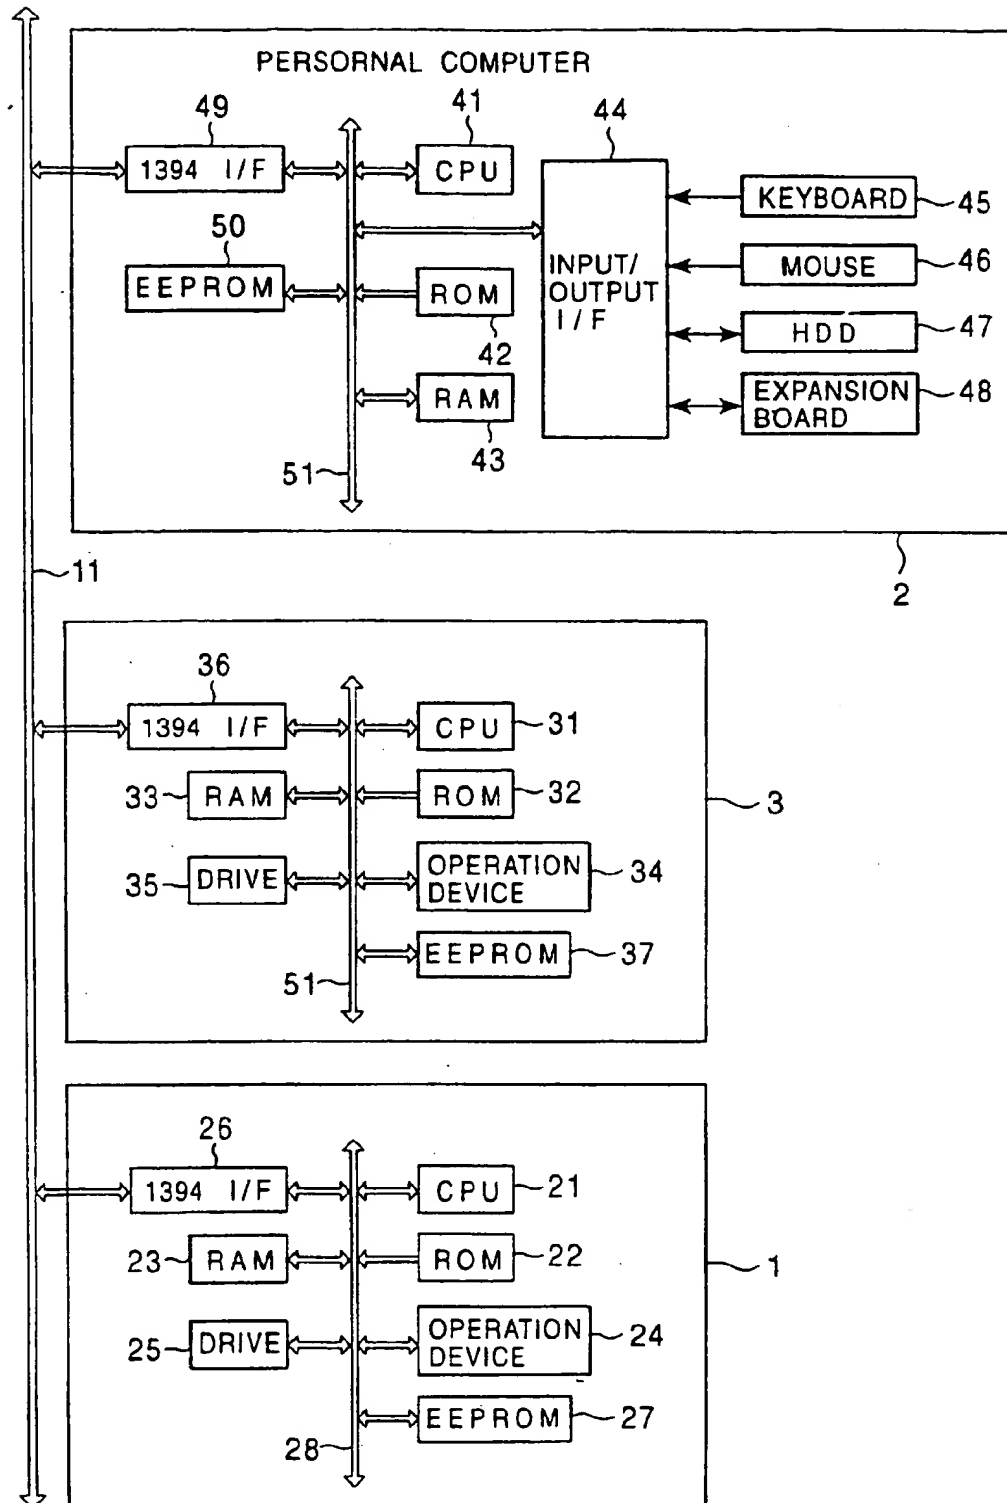 PERSORNAL COMPUTER
49
41
44
1394 I/F
CPU
KEYBOARD
45
50
EEPROM
INPUT/
OUTPUT
I/F
MOUSE
46
ROM
42
HDD
47
RAM
43
EXPANSION
BOARD
48
51
11
2
36
1394 I/F
CPU
31
33
RAM
ROM
32
3
35
DRIVE
OPERATION
DEVICE
34
EEPROM
37
51
26
1394 I/F
CPU
21
23
RAM
ROM
22
1
25
DRIVE
OPERATION
DEVICE
24
EEPROM
27
28